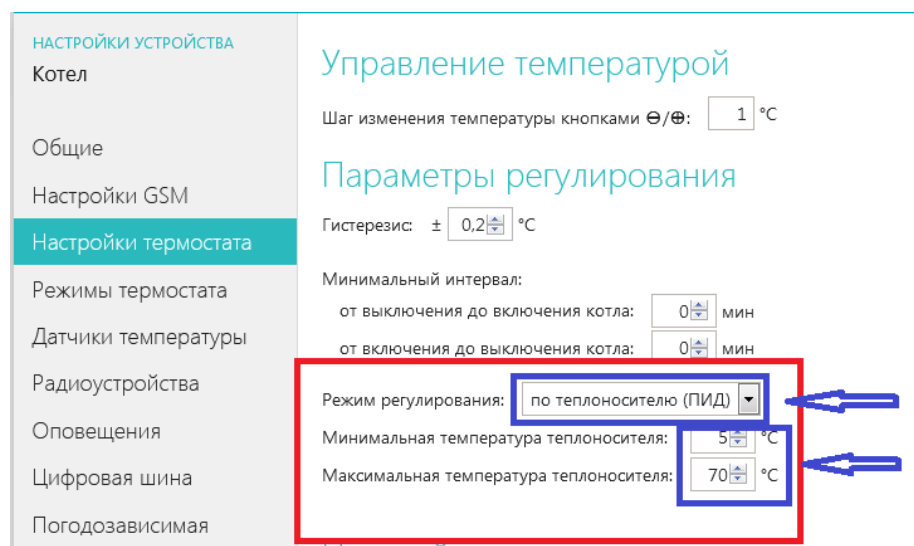 НАСТРОЙКИ УСТРОЙСТВА
Котел
Общие
Настройки GSM
Настройки термостата
Режимы термостата
Датчики температуры
Радиоустройства
Оповещения
Цифровая шина
Погодозависимая
Управление температурой
Шаг изменения температуры кнопками ⊖/⊕: 1 °C
Параметры регулирования
Гистерезис: ± 0,2 °C
Минимальный интервал:
от выключения до включения котла: 0 мин
от включения до выключения котла: 0 мин
Режим регулирования: по теплоносителю (ПИД)
Минимальная температура теплоносителя: 5 °C
Максимальная температура теплоносителя: 70 °C